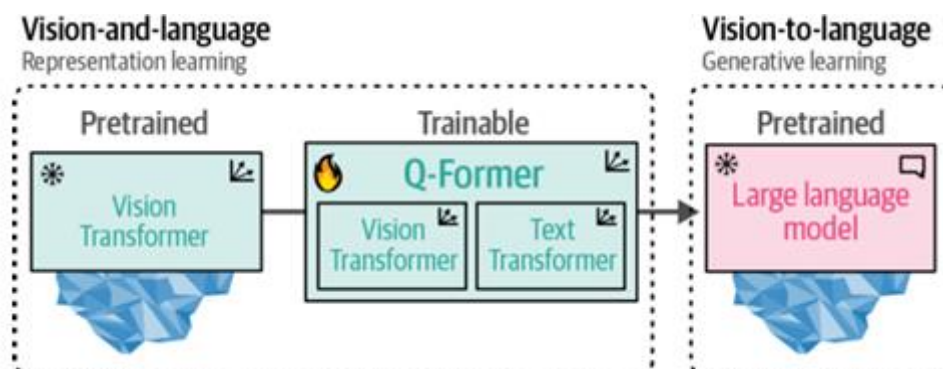 Vision-and-language
Representation learning
Pretrained
Vision
Transformer
Trainable
Q-Former
Vision
Transformer
Text
Transformer
Vision-to-language
Generative learning
Pretrained
Large language
model